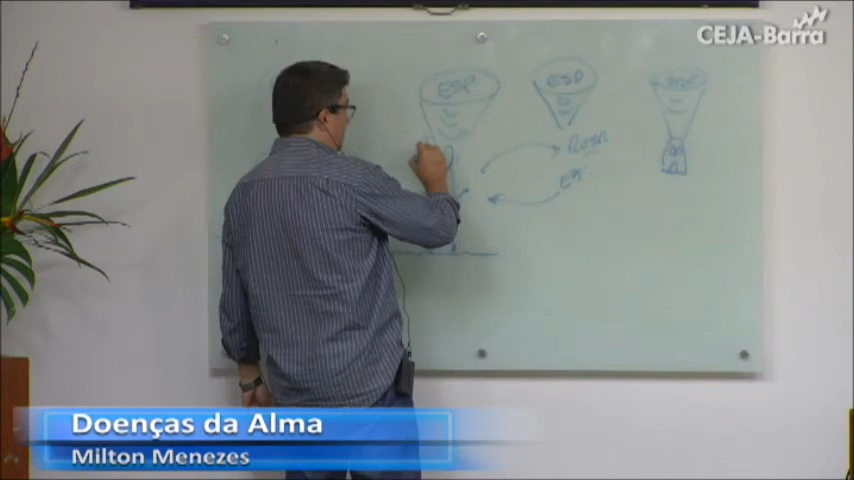 CEJA-Barra
ESP
ESP
ESP
Doenças da Alma
Milton Menezes